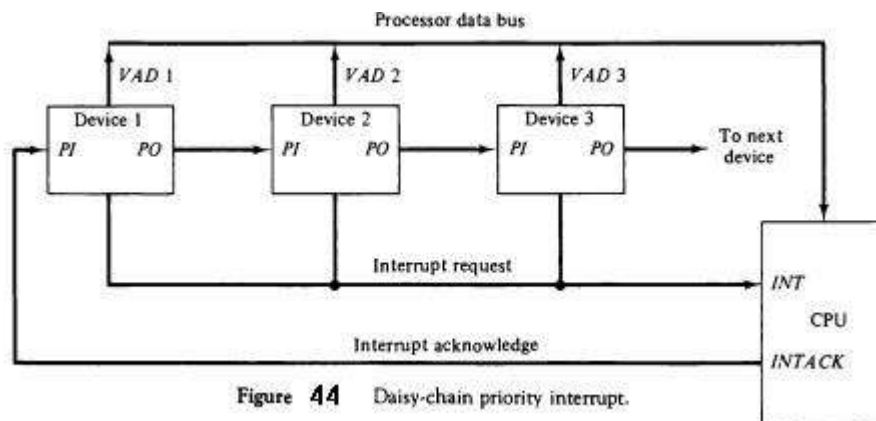 Processor data bus
VAD 1
VAD 2
VAD 3
Device 1
PI PO
Device 2
PI PO
Device 3
PI PO
To next
device
Interrupt request
INT
CPU
Interrupt acknowledge
INTACK
Figure 44 Daisy-chain priority interrupt.